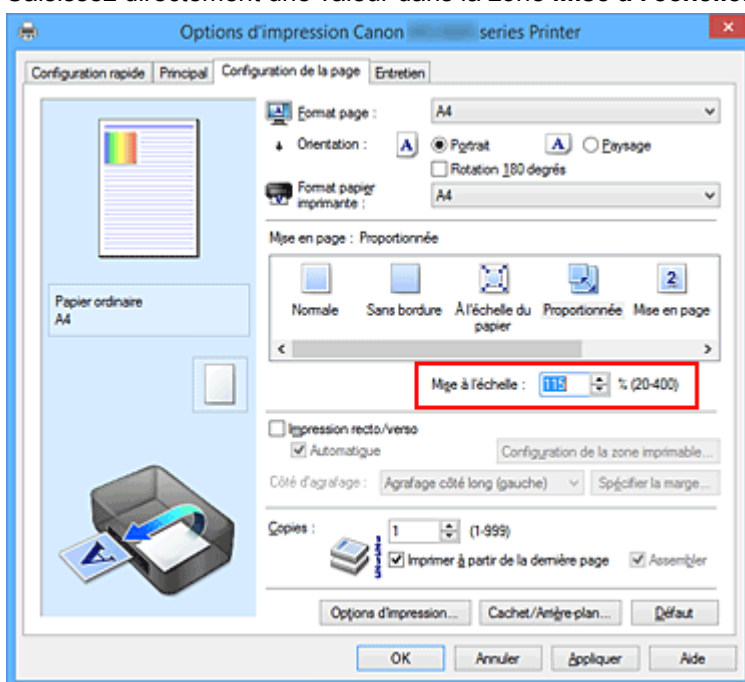 Saisissez directement une valeur dans la zone Mise à l'échelle.
Options d'impression Canon series Printer
Configuration rapide Principal Configuration de la page Entretien
Format page : A4
Orientation : A Portrait A Paysage
Rotation 180 degrés
Format papier imprimante : A4
Mise en page : Proportionnée
2
Normale Sans bordure À l'échelle du papier Proportionnée Mise en page
Papier ordinaire
A4
Mise à l'échelle : 115 % (20-400)
Impression recto/verso
Automatique Configuration de la zone imprimable...
Côté d'agrafage : Agrafage côté long (gauche) Spécifier la marge...
Copies : 1 (1-999)
Imprimer à partir de la dernière page Assembler
A
Options d'impression... Cachet/Arrière-plan... Défaut
OK Annuler Appliquer Aide